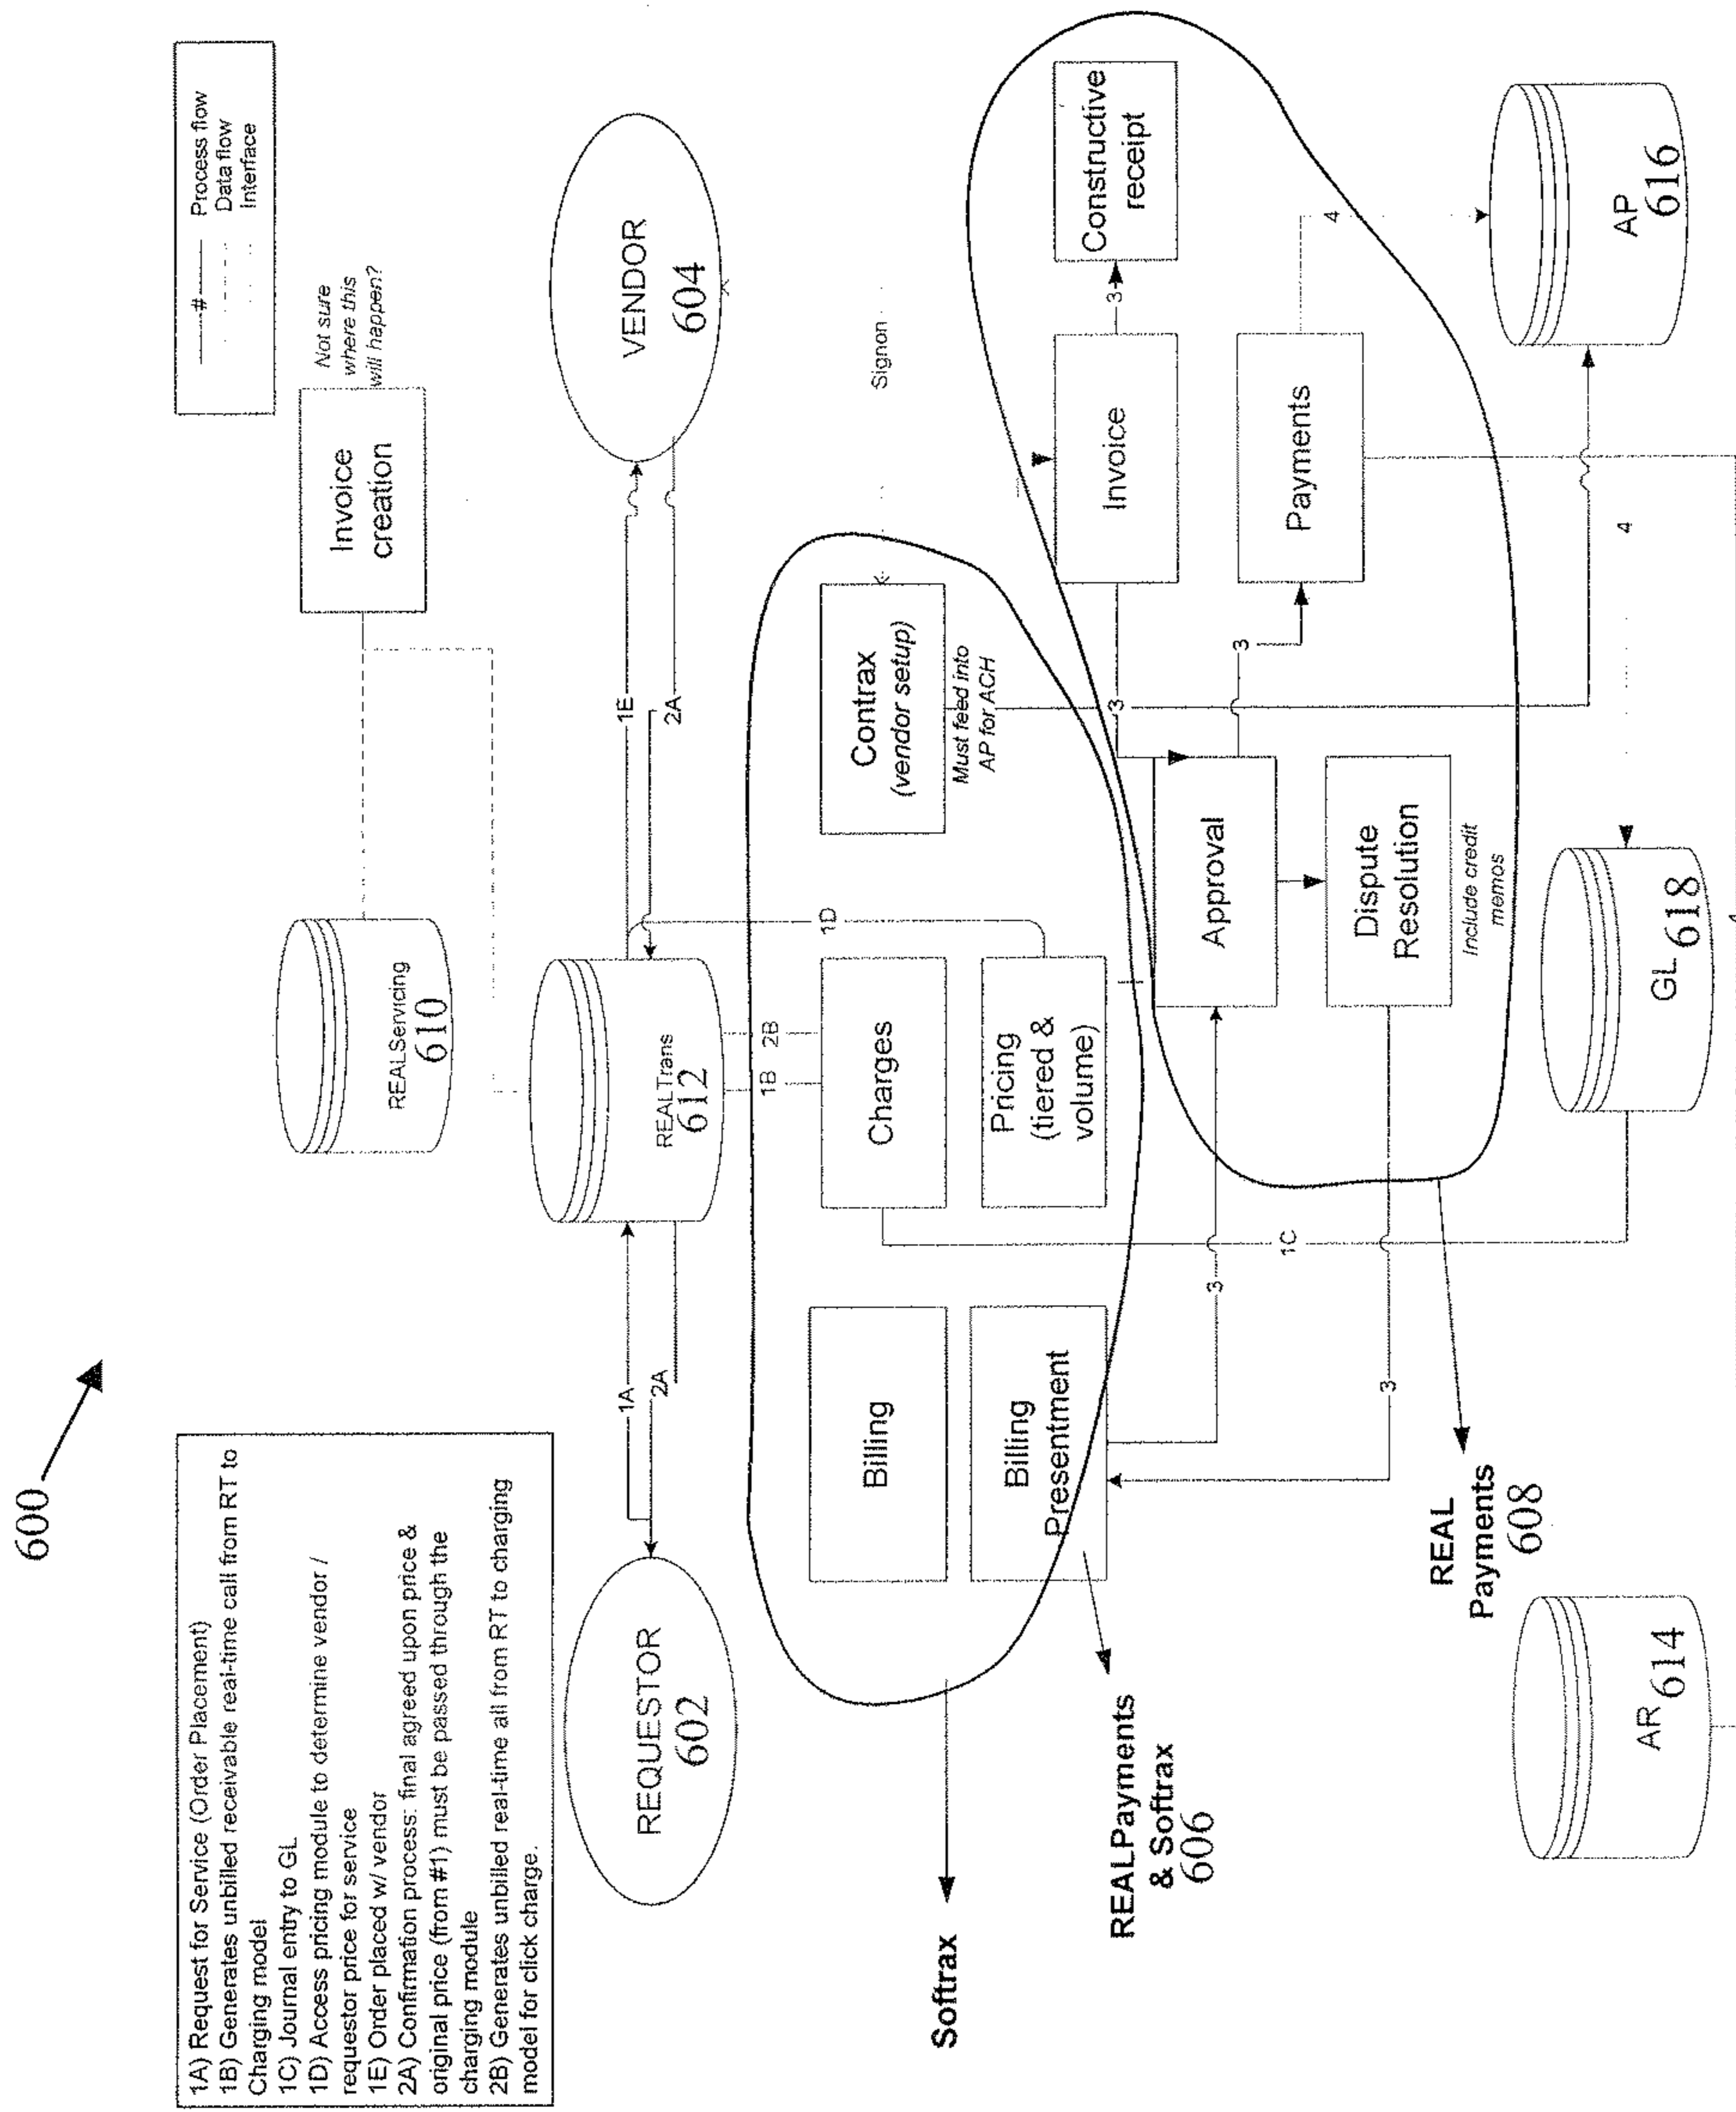 600
1A) Request for Service (Order Placement)
1B) Generates unbilled receivable real-time call from RT to
Charging model
1C) Journal entry to GL
1D) Access pricing module to determine vendor /
requestor price for service
1E) Order placed w/ vendor
2A) Confirmation process: final agreed upon price &
original price (from #1) must be passed through the
charging module
2B) Generates unbilled real-time all from RT to charging
model for click charge.
#
Process flow
Data flow
Interface
Not sure
where this
will happen?
Invoice
creation
REALServicing
610
REQUESTOR
602
1A
2A
REALTrans
612
1E
2A
VENDOR
604
1B
2B
1D
Signon
Billing
Charges
Contrax
(vendor setup)
Must feed into
AP for ACH
Billing
Presentment
Pricing
(tiered &
volume)
Softrax
REALPayments
& Softrax
606
3
1C
3
Approval
3
3
Invoice
3
Constructive
receipt
Payments
4
Dispute
Resolution
Include credit
memos
REAL
Payments
608
AR
614
GL
618
4
AP
616
4